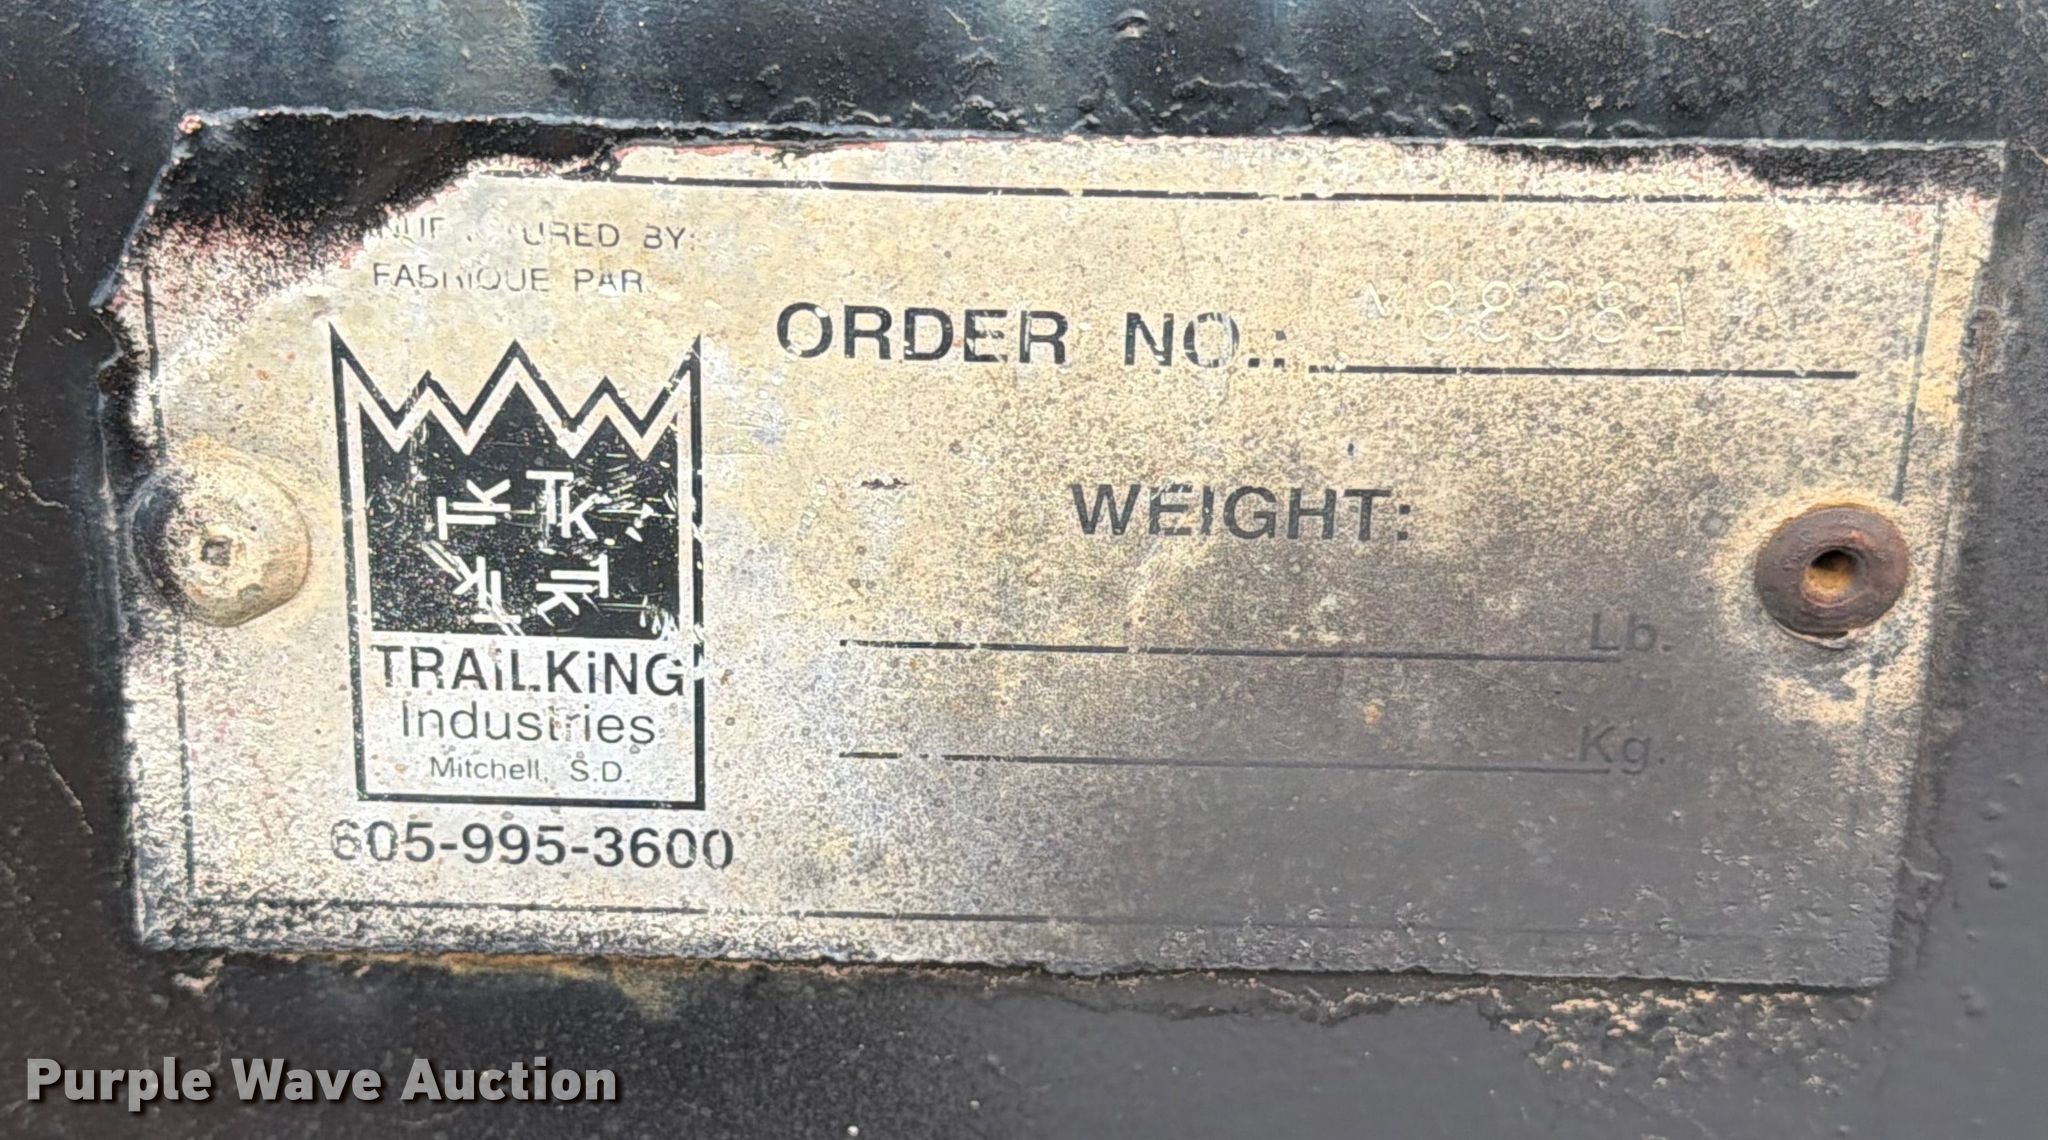 MANUFACTURED BY:
FABRIQUE PAR
ORDER NO.:
WEIGHT:
Lb.
Kg.
TK TK TK TK
TRAiLKiNG
Industries
Mitchell, S.D.
605-995-3600
Purple Wave Auction